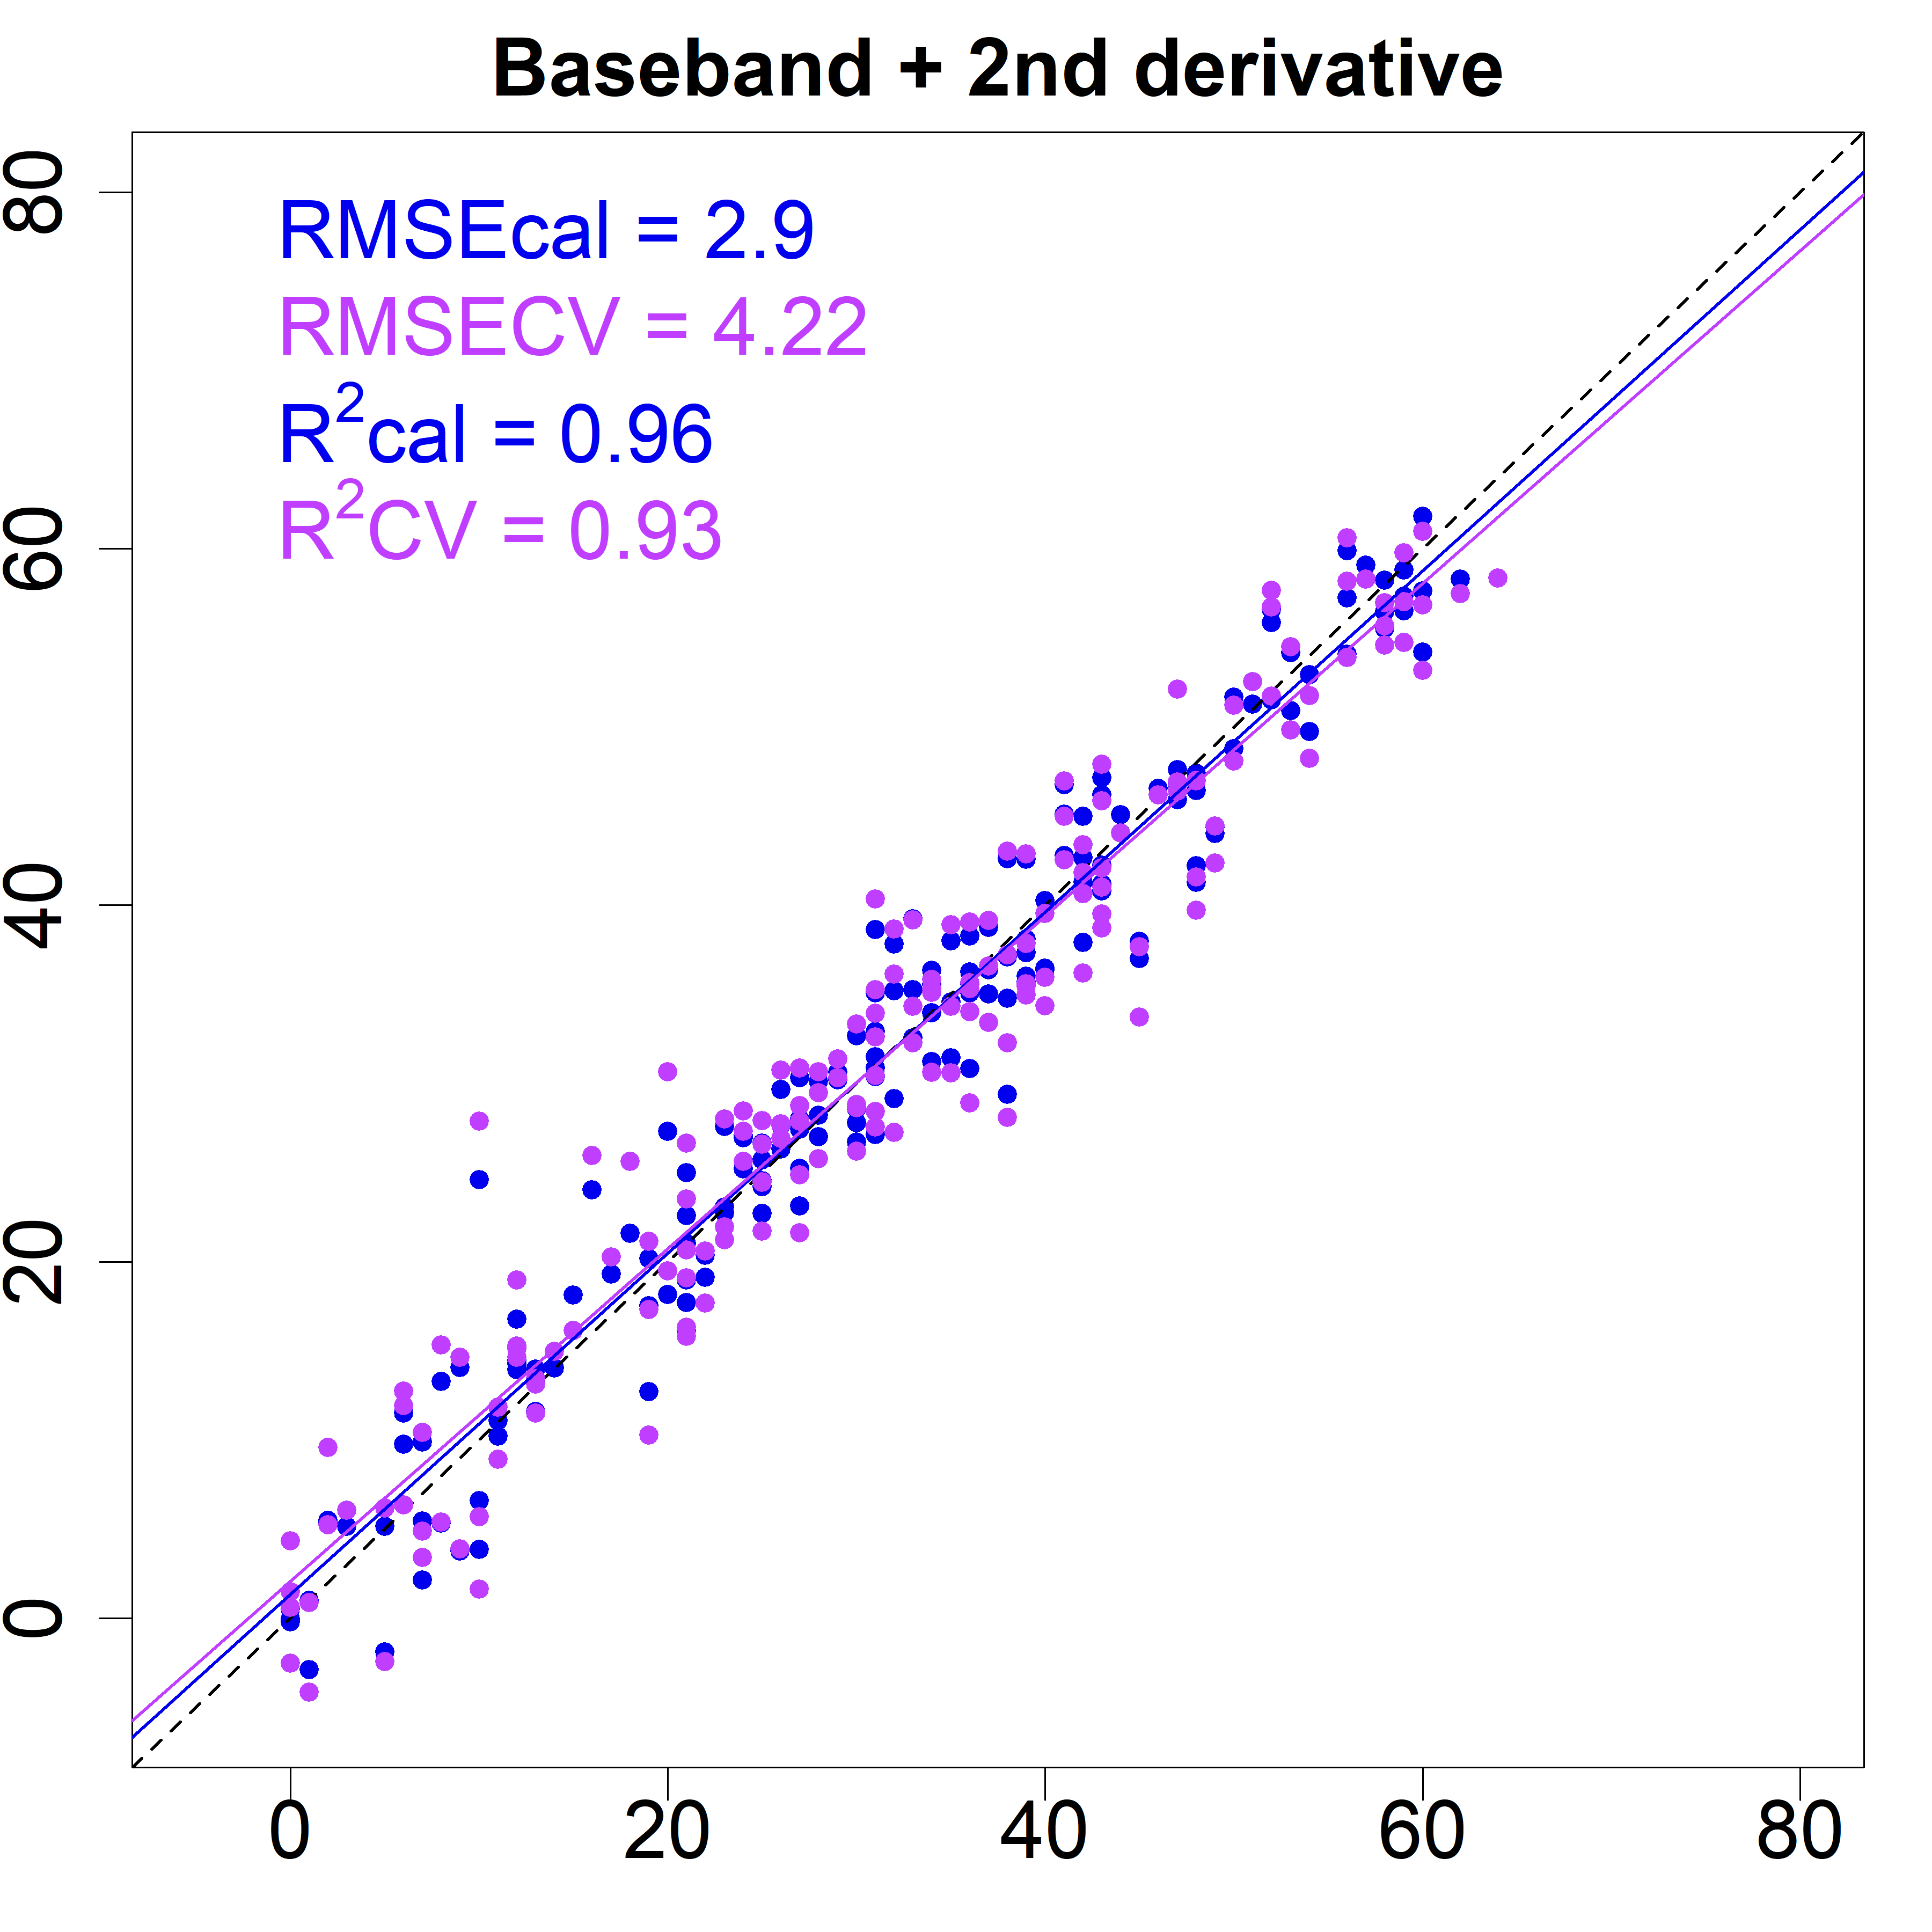 Baseband + 2nd derivative
RMSEcal = 2.9
RMSECV = 4.22
R²cal = 0.96
R²CV = 0.93
80
60
40
20
0
0 20 40 60 80